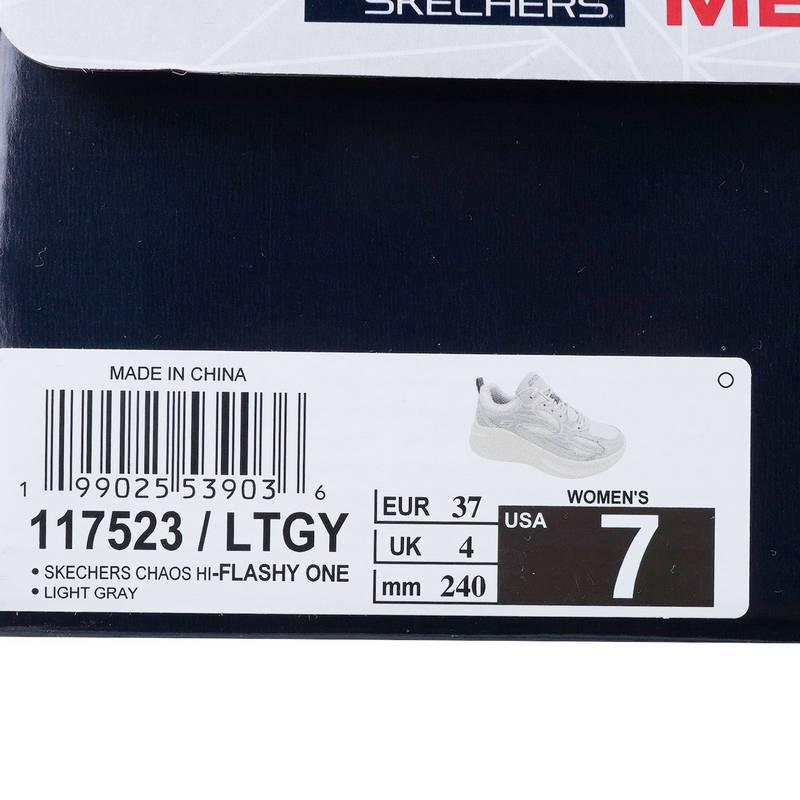 SKECHERS
MADE IN CHINA
1 99025 53903 6
117523 / LTGY
• SKECHERS CHAOS HI-FLASHY ONE
• LIGHT GRAY
EUR 37
UK 4
mm 240
WOMEN'S
USA 7